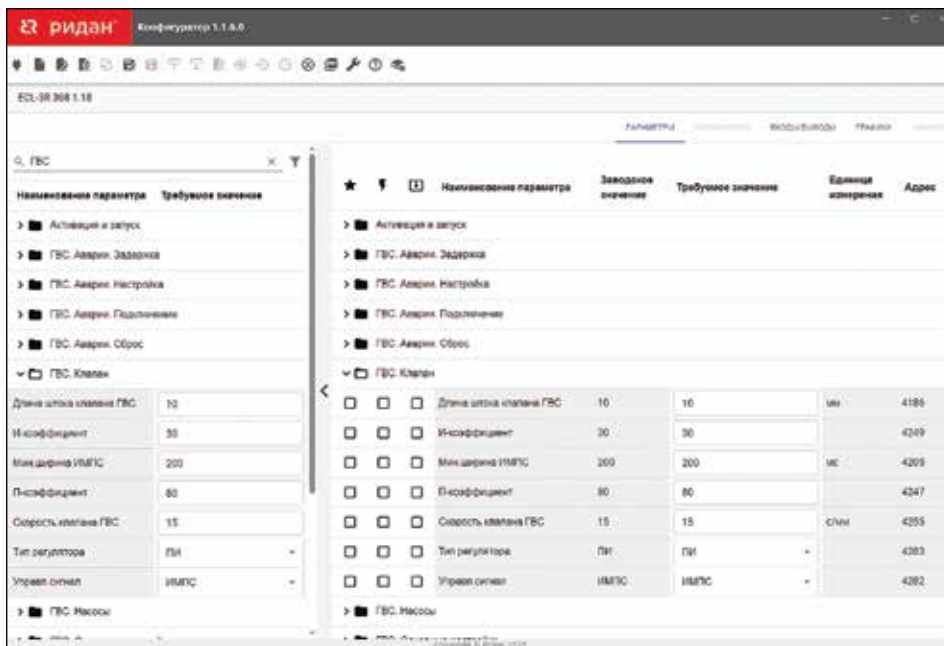 ридан Конфигуратор 1.1.6.0
ECL-3R 368 1.10
ПАРАМЕТРЫ ВХОДЫ/ВЫХОДЫ ГРАФИКИ
ГВС
Наименование параметра Требуемое значение
Наименование параметра Заводское значение Требуемое значение Единица измерения Адрес
Активация и запуск Активация и запуск
ГВС. Аварии. Задержка ГВС. Аварии. Задержка
ГВС. Аварии. Настройка ГВС. Аварии. Настройка
ГВС. Аварии. Подключение ГВС. Аварии. Подключение
ГВС. Аварии. Сброс ГВС. Аварии. Сброс
ГВС. Клапан ГВС. Клапан
Длина штока клапана ГВС 10 Длина штока клапана ГВС 10 10 мм 4186
И-коэффициент 30 И-коэффициент 30 30 4249
Мин.ширина ИМПС 200 Мин.ширина ИМПС 200 200 мс 4209
П-коэффициент 80 П-коэффициент 80 80 4247
Скорость клапана ГВС 15 Скорость клапана ГВС 15 15 с/мм 4255
Тип регулятора ПИ Тип регулятора ПИ ПИ 4283
Управл.сигнал ИМПС Управл.сигнал ИМПС ИМПС 4282
ГВС. Насосы ГВС. Насосы